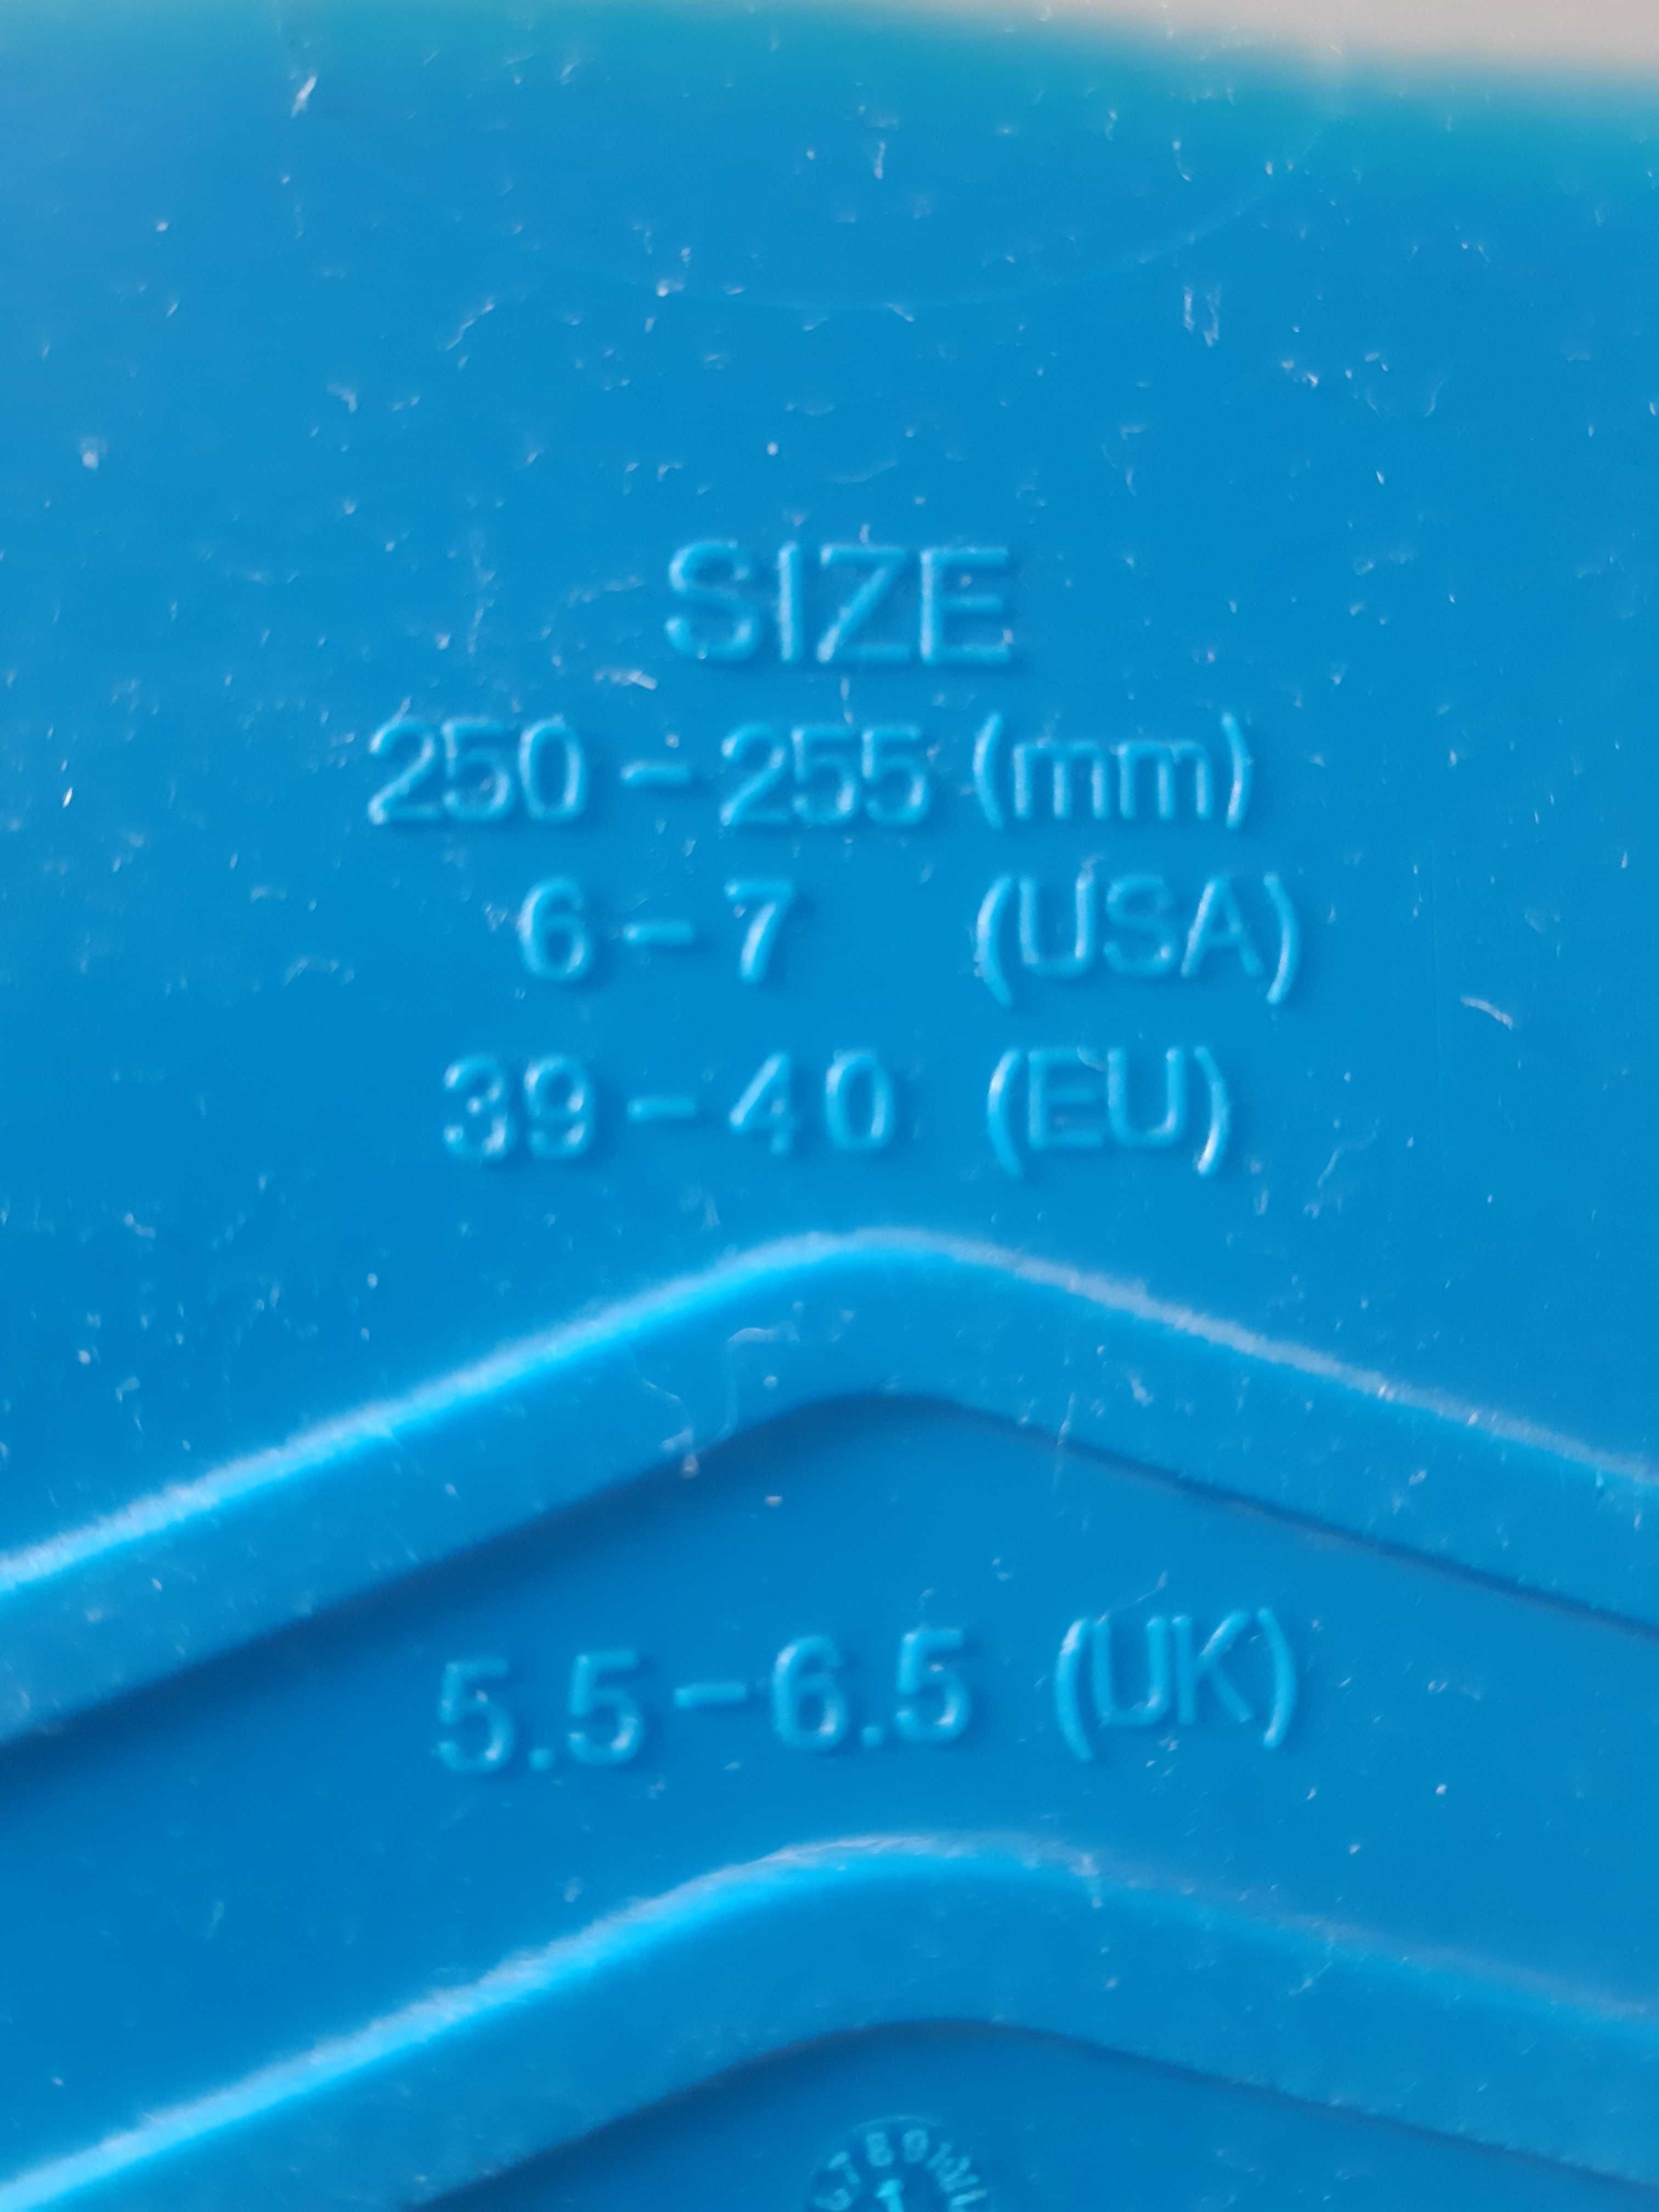 SIZE
250-255 (mm)
6-7 (USA)
39-40 (EU)
5.5-6.5 (UK)